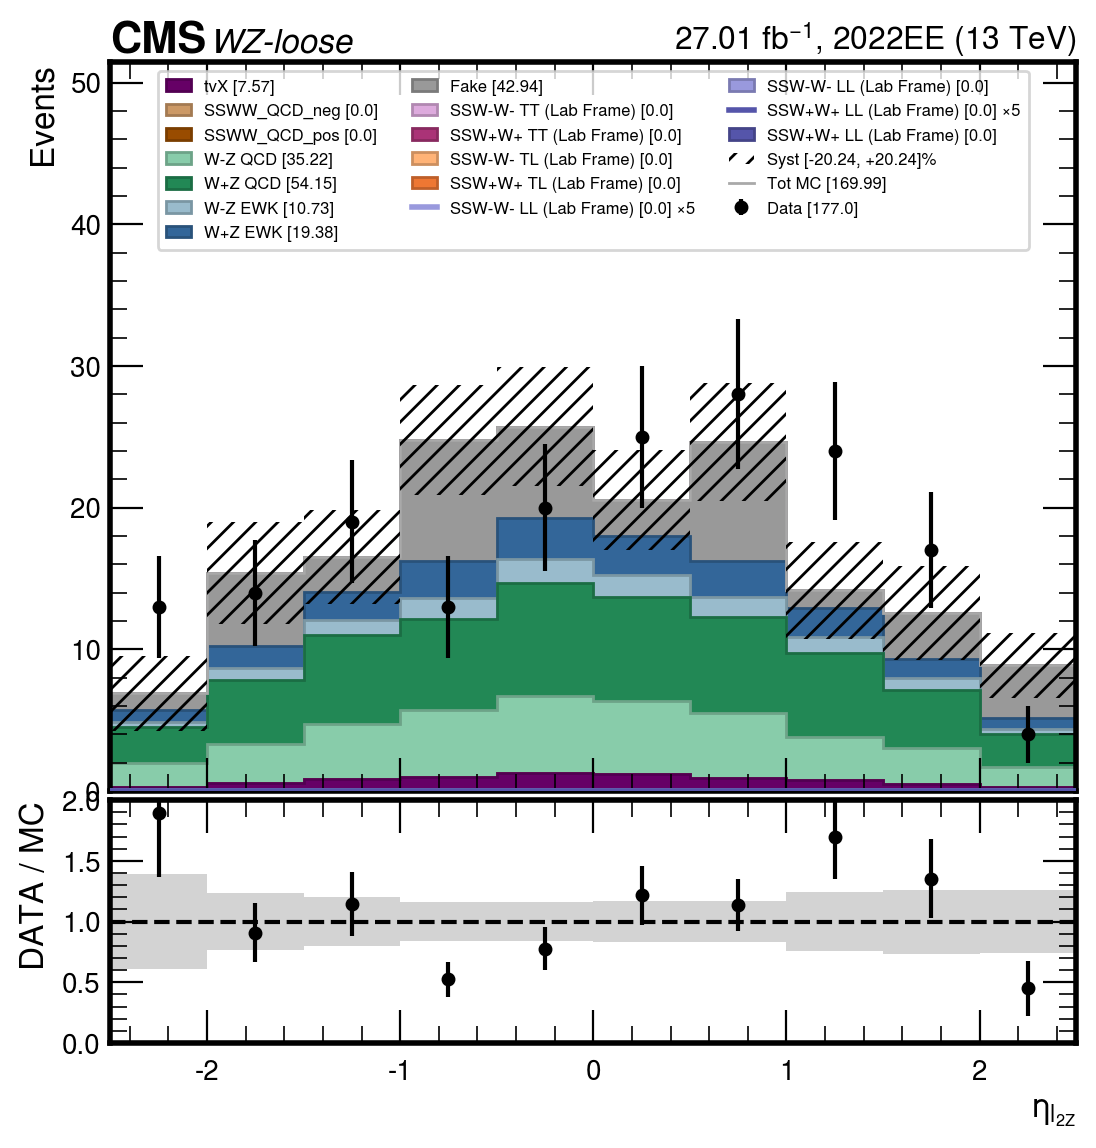 CMS WZ-loose 27.01 fb⁻¹, 2022EE (13 TeV)
Events
50
40
30
20
10
0
tvX [7.57]
SSWW_QCD_neg [0.0]
SSWW_QCD_pos [0.0]
W-Z QCD [35.22]
W+Z QCD [54.15]
W-Z EWK [10.73]
W+Z EWK [19.38]
Fake [42.94]
SSW-W- TT (Lab Frame) [0.0]
SSW+W+ TT (Lab Frame) [0.0]
SSW-W- TL (Lab Frame) [0.0]
SSW+W+ TL (Lab Frame) [0.0]
SSW-W- LL (Lab Frame) [0.0] ×5
SSW-W- LL (Lab Frame) [0.0]
SSW+W+ LL (Lab Frame) [0.0] ×5
SSW+W+ LL (Lab Frame) [0.0]
Syst [-20.24, +20.24]%
Tot MC [169.99]
Data [177.0]
DATA / MC
2.0
1.5
1.0
0.5
0.0
-2 -1 0 1 2
η_{l_{2Z}}